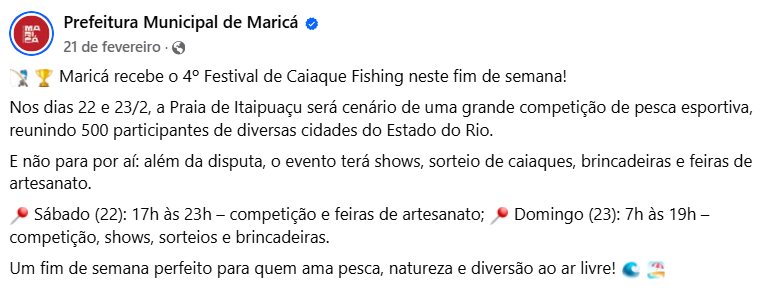 MA
RI
CÁ
Prefeitura Municipal de Maricá
21 de fevereiro ·
🎣 🏆 Maricá recebe o 4º Festival de Caiaque Fishing neste fim de semana!
Nos dias 22 e 23/2, a Praia de Itaipuaçu será cenário de uma grande competição de pesca esportiva,
reunindo 500 participantes de diversas cidades do Estado do Rio.
E não para por aí: além da disputa, o evento terá shows, sorteio de caiaques, brincadeiras e feiras de
artesanato.
📍 Sábado (22): 17h às 23h – competição e feiras de artesanato; 📍 Domingo (23): 7h às 19h –
competição, shows, sorteios e brincadeiras.
Um fim de semana perfeito para quem ama pesca, natureza e diversão ao ar livre! 🌊 🏖️